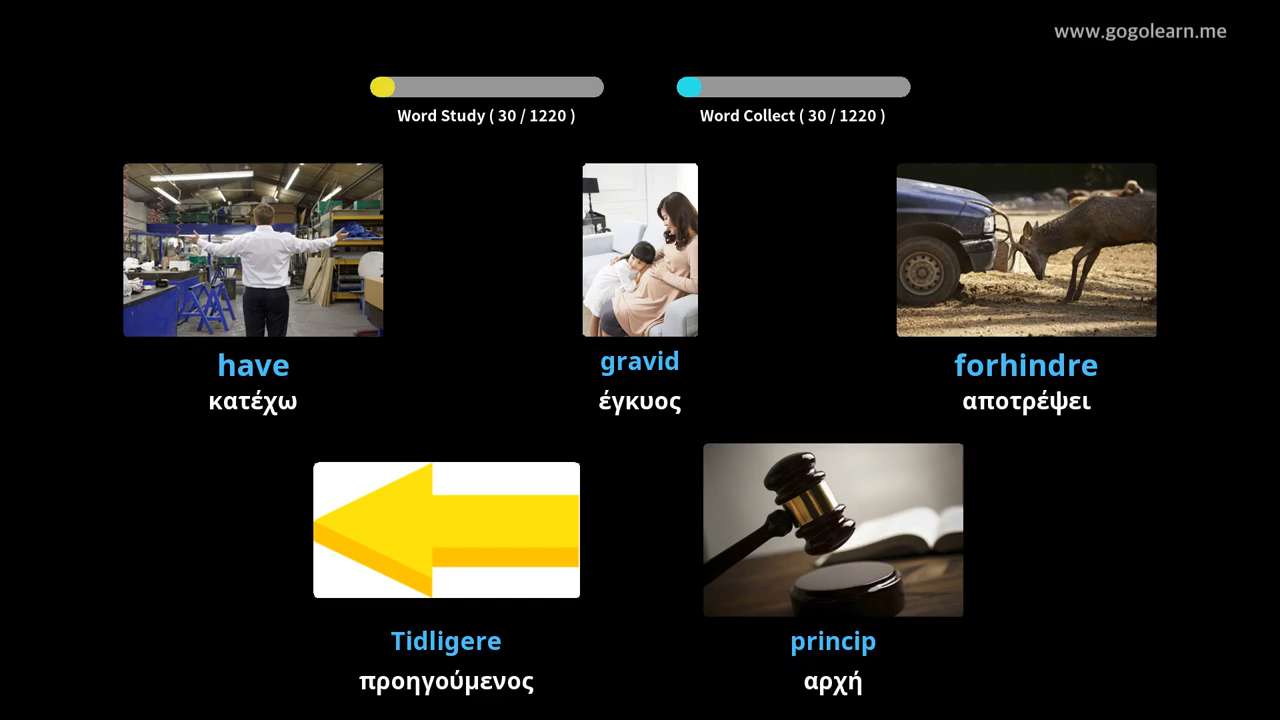 www.gogolearn.me
Word Study ( 30 / 1220 )
Word Collect ( 30 / 1220 )
have
κατέχω
gravid
έγκυος
forhindre
αποτρέψει
Tidligere
προηγούμενος
princip
αρχή